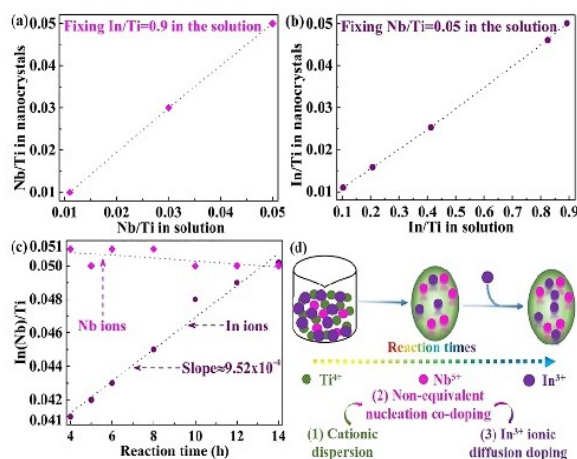 (a)
Fixing In/Ti=0.9 in the solution
0.05
0.04
0.03
0.02
0.01
Nb/Ti in nanocrystals
0.01 0.02 0.03 0.04 0.05
Nb/Ti in solution
(b)
Fixing Nb/Ti=0.05 in the solution
0.05
0.04
0.03
0.02
0.01
In/Ti in nanocrystals
0.1 0.2 0.3 0.4 0.5 0.6 0.7 0.8 0.9
In/Ti in solution
(c)
0.051
0.050
0.048
0.046
0.044
0.042
0.041
In(Nb)/Ti
Nb ions
In ions
Slope≈9.52x10⁻⁴
4 6 8 10 12 14
Reaction time (h)
(d)
Reaction times
Ti⁴⁺ Nb⁵⁺ In³⁺
(2) Non-equivalent
nucleation co-doping
(1) Cationic
dispersion
(3) In³⁺ ionic
diffusion doping